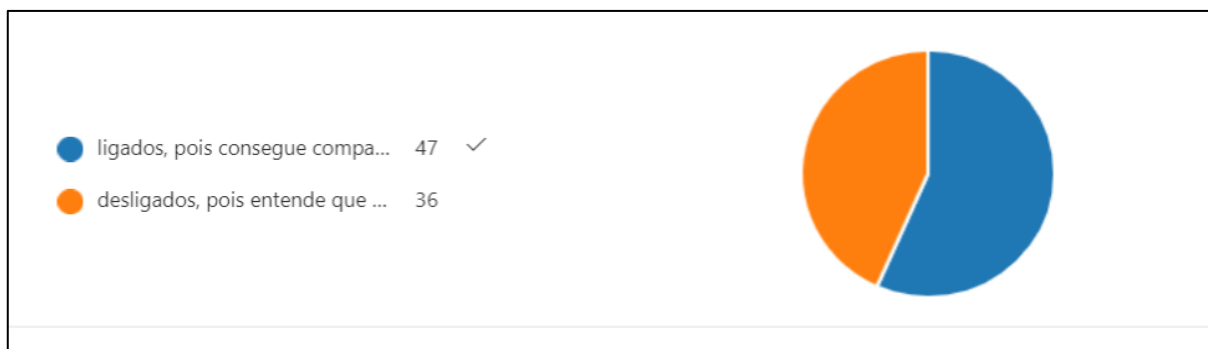 ligados, pois consegue compa... 47
desligados, pois entende que ... 36